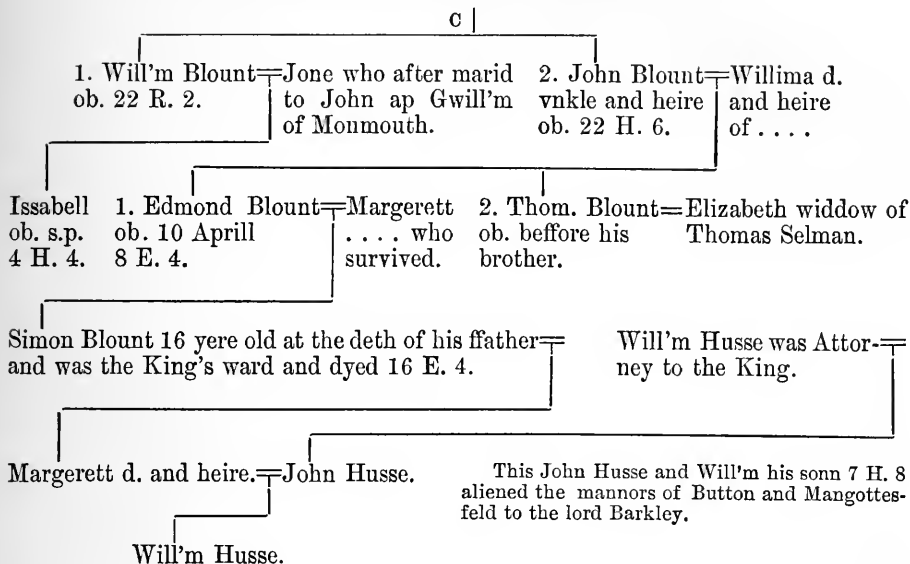 C
1. Will'm Blount
ob. 22 R. 2.
Jone who after marid
to John ap Gwill'm
of Monmouth.
2. John Blount
vnkle and heire
ob. 22 H. 6.
Willima d.
and heire
of . . . .
Issabell
ob. s.p.
4 H. 4.
1. Edmond Blount
ob. 10 Aprill
8 E. 4.
Margerett
. . . . who
survived.
2. Thom. Blount
ob. beffore his
brother.
Elizabeth widdow of
Thomas Selman.
Simon Blount 16 yere old at the deth of his ffather
and was the King's ward and dyed 16 E. 4.
Will'm Husse was Attor-
ney to the King.
Margerett d. and heire.
John Husse.
This John Husse and Will'm his sonn 7 H. 8
aliened the mannors of Button and Mangottes-
feld to the lord Barkley.
Will'm Husse.